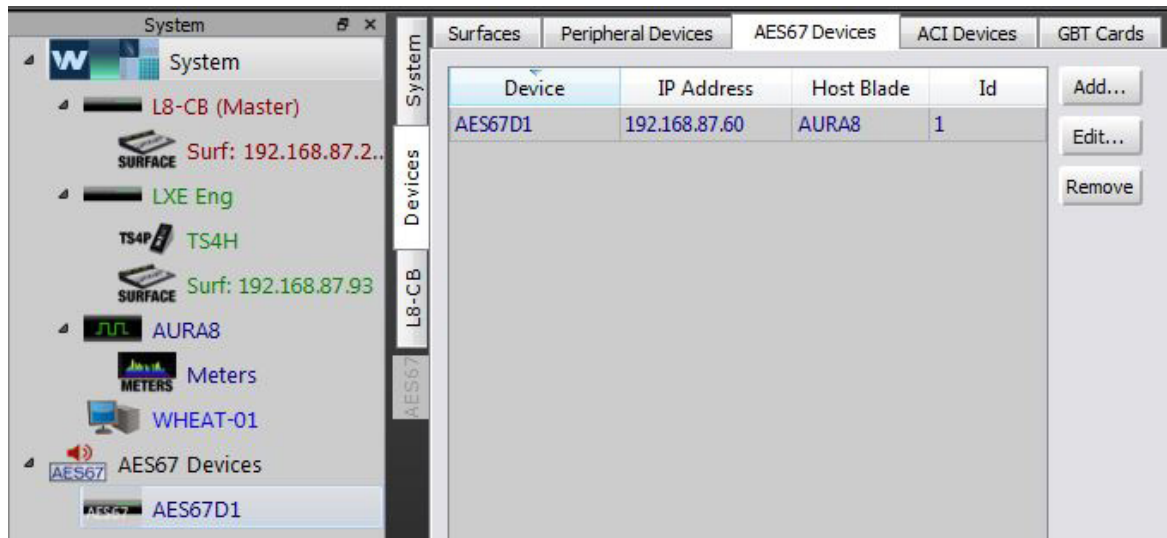 System
W System
L8-CB (Master)
SURFACE Surf: 192.168.87.2..
LXE Eng
TS4P TS4H
SURFACE Surf: 192.168.87.93
AURA8
METERS Meters
WHEAT-01
AES67 AES67 Devices
AES67 AES67D1
System
Devices
L8-CB
AES67
Surfaces Peripheral Devices AES67 Devices ACI Devices GBT Cards
Device IP Address Host Blade Id
AES67D1 192.168.87.60 AURA8 1
Add...
Edit...
Remove